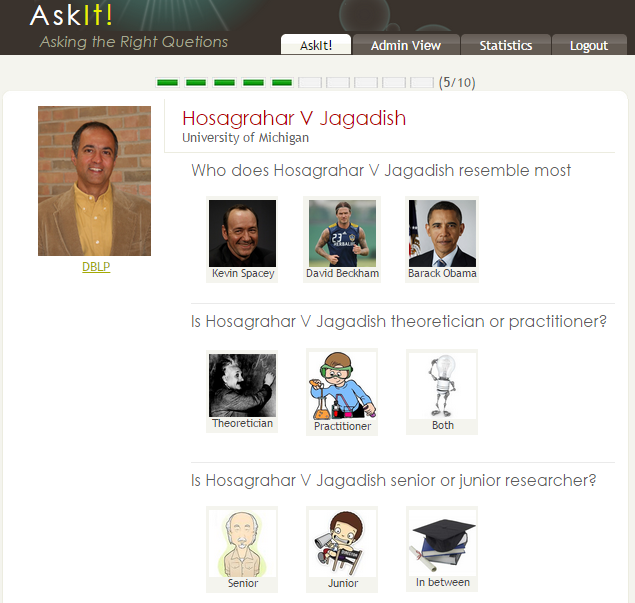 AskIt!
Asking the Right Quetions
AskIt! Admin View Statistics Logout
(5/10)
Hosagrahar V Jagadish
University of Michigan
DBLP
Who does Hosagrahar V Jagadish resemble most
Kevin Spacey David Beckham Barack Obama
23
HERBALIFE
Is Hosagrahar V Jagadish theoretician or practitioner?
Theoretician Practitioner Both
Is Hosagrahar V Jagadish senior or junior researcher?
Senior Junior In between